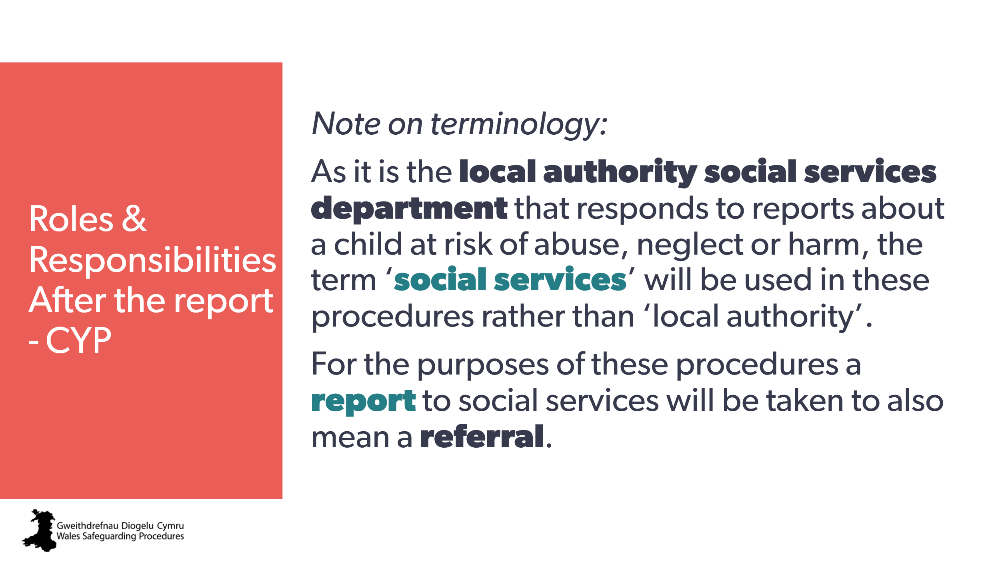 Roles &
Responsibilities
After the report
- CYP
Note on terminology:
As it is the local authority social services
department that responds to reports about
a child at risk of abuse, neglect or harm, the
term ‘social services’ will be used in these
procedures rather than ‘local authority’.
For the purposes of these procedures a
report to social services will be taken to also
mean a referral.
Gweithdrefnau Diogelu Cymru
Wales Safeguarding Procedures